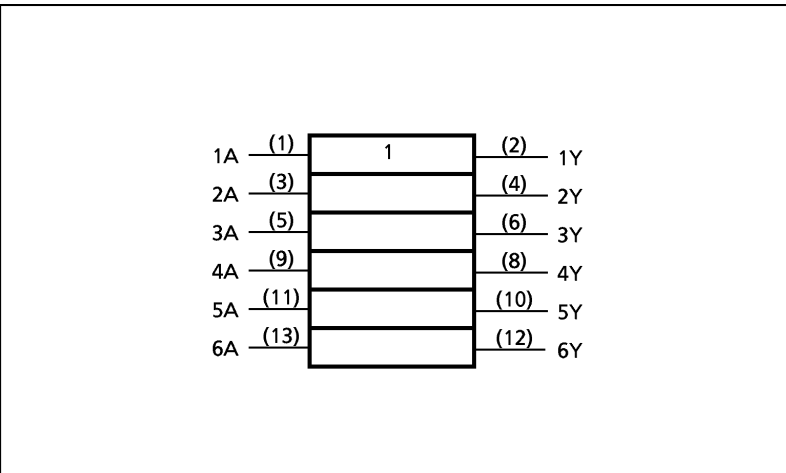 1A (1) 1 (2) 1Y
2A (3) (4) 2Y
3A (5) (6) 3Y
4A (9) (8) 4Y
5A (11) (10) 5Y
6A (13) (12) 6Y